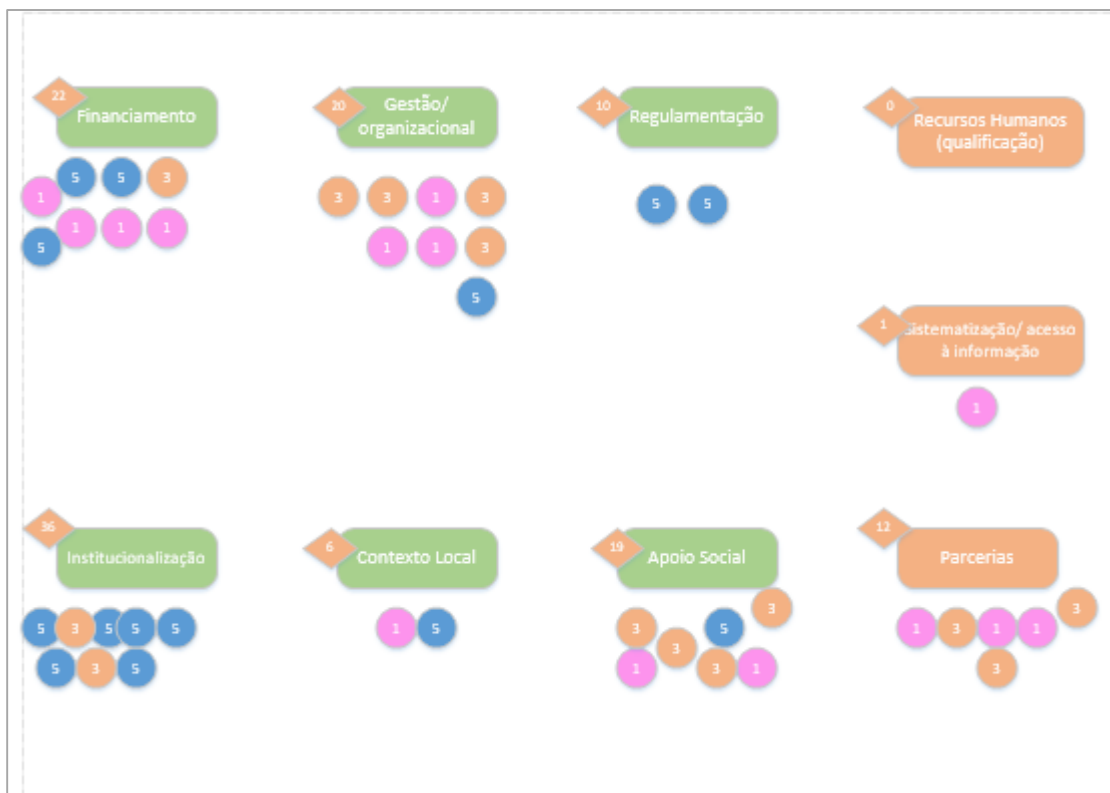 22
Financiamento
5 5 3
1
1 1 1
5
20
Gestão/
organizacional
3 3 1 3
1 1 3
5
10
Regulamentação
5 5
0
Recursos Humanos
(qualificação)
1
Sistematização/ acesso
à informação
1
36
Institucionalização
5 3 5 5 5
5 3 5
6
Contexto Local
1 5
19
Apoio Social
3
3 5
3
1 3 1
12
Parcerias
3
1 3 1 1
3